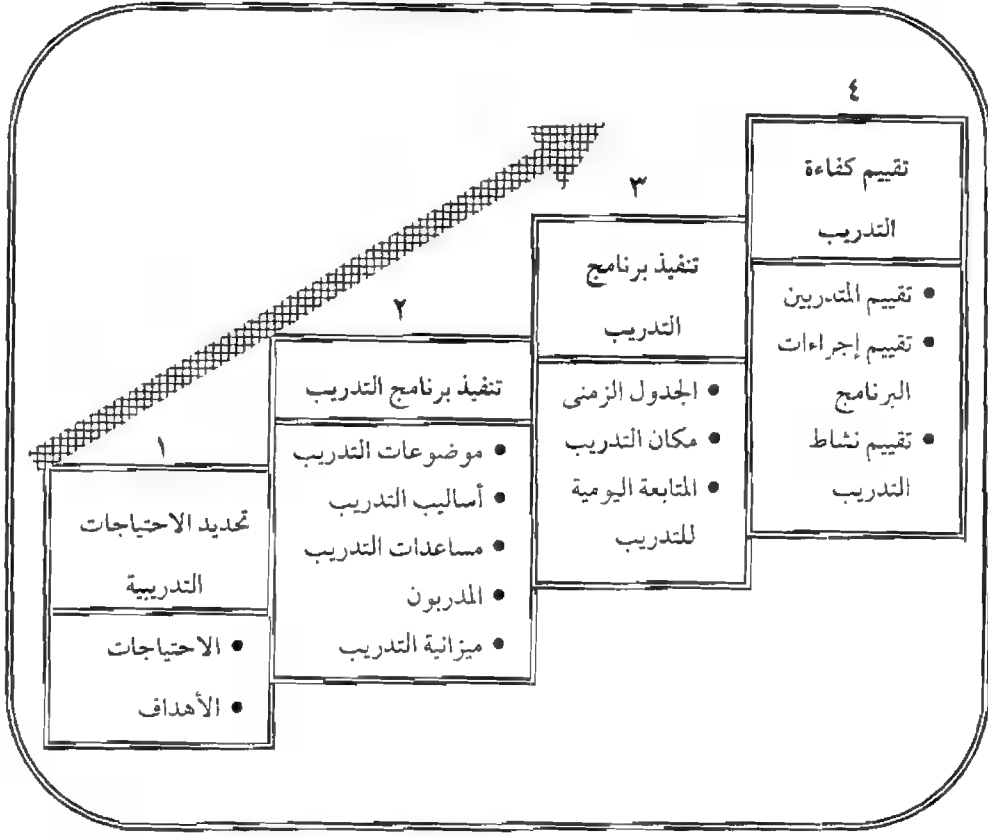 ١
تحديد الاحتياجات
التدريبية
• الاحتياجات
• الأهداف
٢
تنفيذ برنامج التدريب
• موضوعات التدريب
• أساليب التدريب
• مساعدات التدريب
• المدربون
• ميزانية التدريب
٣
تنفيذ برنامج
التدريب
• الجدول الزمنى
• مكان التدريب
• المتابعة اليومية
للتدريب
٤
تقييم كفاءة
التدريب
• تقييم المتدربين
• تقييم إجراءات
البرنامج
• تقييم نشاط
التدريب